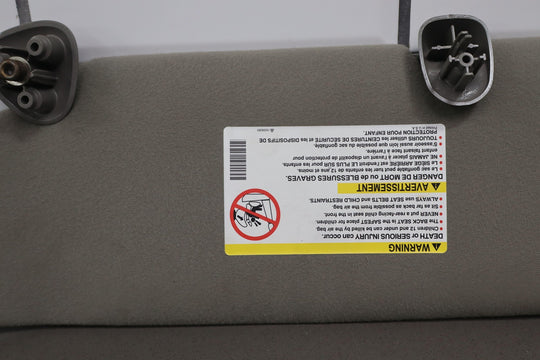 WARNING
DEATH or SERIOUS INJURY can occur.
Children 12 and under can be killed by the air bag.
The BACK SEAT is the SAFEST place for children.
NEVER put a rear-facing child seat in the front.
Sit as far back as possible from the air bag.
ALWAYS use SEAT BELTS and CHILD RESTRAINTS.
AVERTISSEMENT
DANGER DE MORT ou de BLESSURES GRAVES.
Le sac gonflable peut tuer les enfants de 12 ans et moins
Le SIÈGE ARRIÈRE est l'endroit LE PLUS SÛR pour les enfants.
NE JAMAIS placer à l'avant un dispositif de protection pour
enfant faisant face à l'arrière.
S'asseoir aussi loin que possible du sac gonflable.
TOUJOURS utiliser les CEINTURES DE SÉCURITÉ et les DISPOSITIFS DE
PROTECTION POUR ENFANT.
Printed in U.S.A.